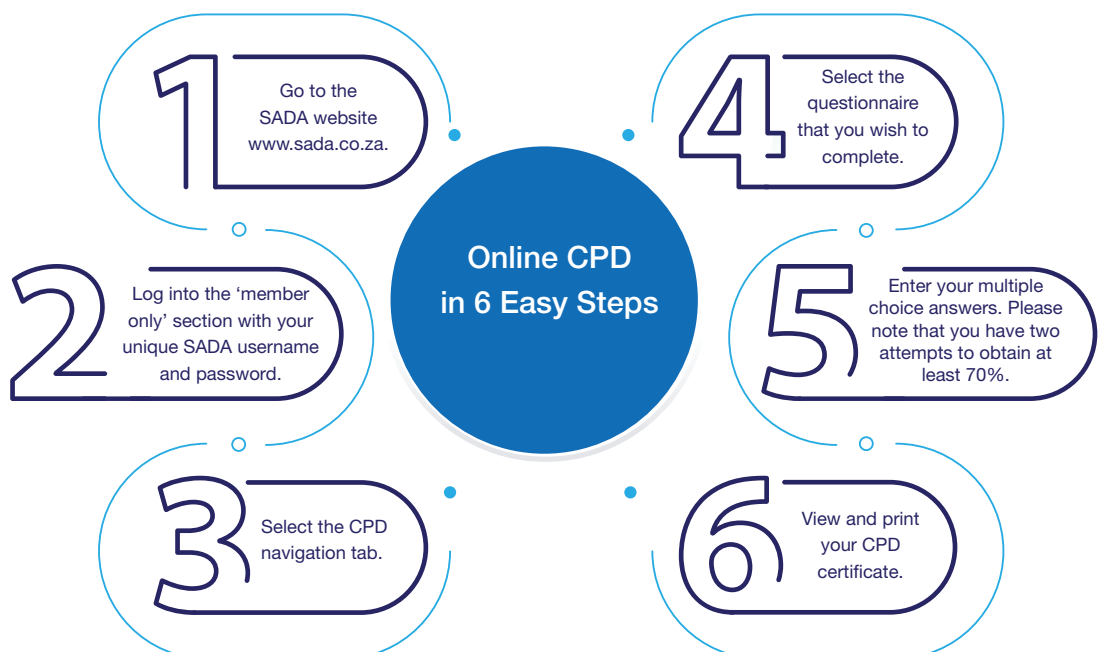 Online CPD
in 6 Easy Steps
1
Go to the
SADA website
www.sada.co.za.
2
Log into the ‘member
only’ section with your
unique SADA username
and password.
3
Select the CPD
navigation tab.
4
Select the
questionnaire
that you wish to
complete.
5
Enter your multiple
choice answers. Please
note that you have two
attempts to obtain at
least 70%.
6
View and print
your CPD
certificate.